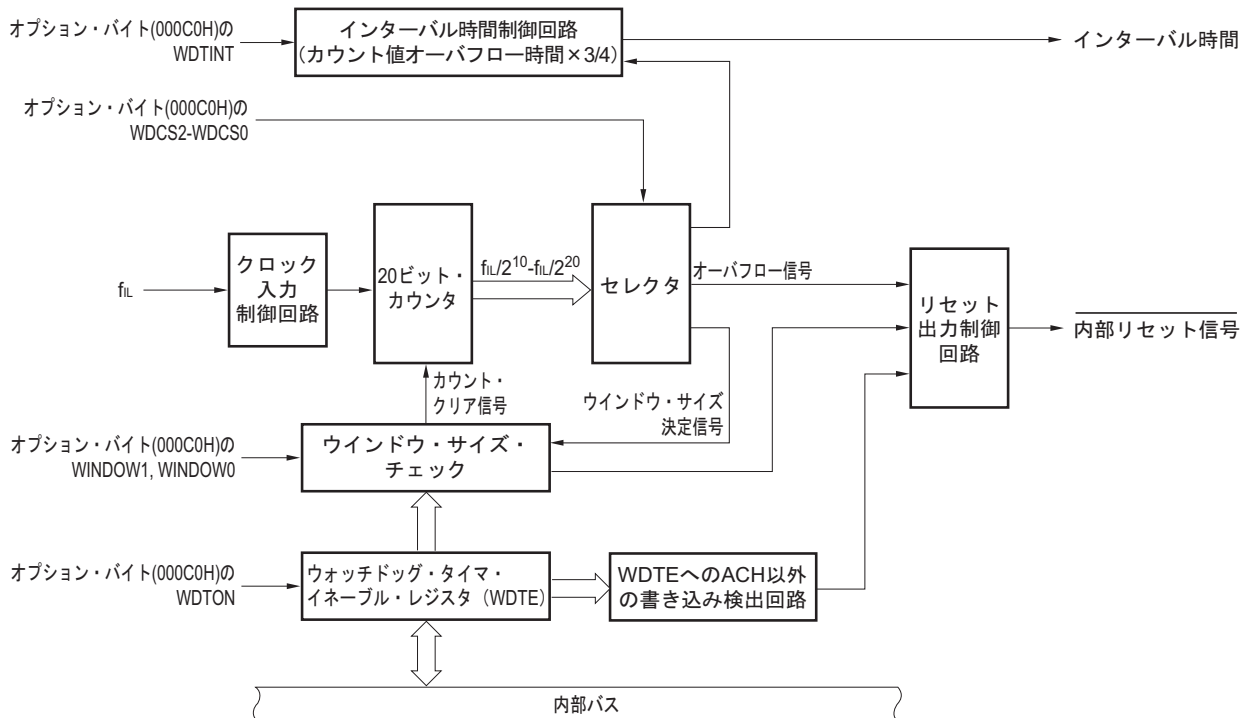 オプション・バイト(000C0H)の
WDTINT
インターバル時間制御回路
(カウント値オーバフロー時間×3/4)
インターバル時間
オプション・バイト(000C0H)の
WDCS2-WDCS0
fIL
クロック
入力
制御回路
20ビット・
カウンタ
fIL/2^10-fIL/2^20
セレクタ
オーバフロー信号
リセット
出力制御
回路
内部リセット信号
カウント・
クリア信号
ウインドウ・サイズ
決定信号
オプション・バイト(000C0H)の
WINDOW1, WINDOW0
ウインドウ・サイズ・
チェック
オプション・バイト(000C0H)の
WDTON
ウォッチドッグ・タイマ・
イネーブル・レジスタ（WDTE）
WDTEへのACH以外
の書き込み検出回路
内部バス